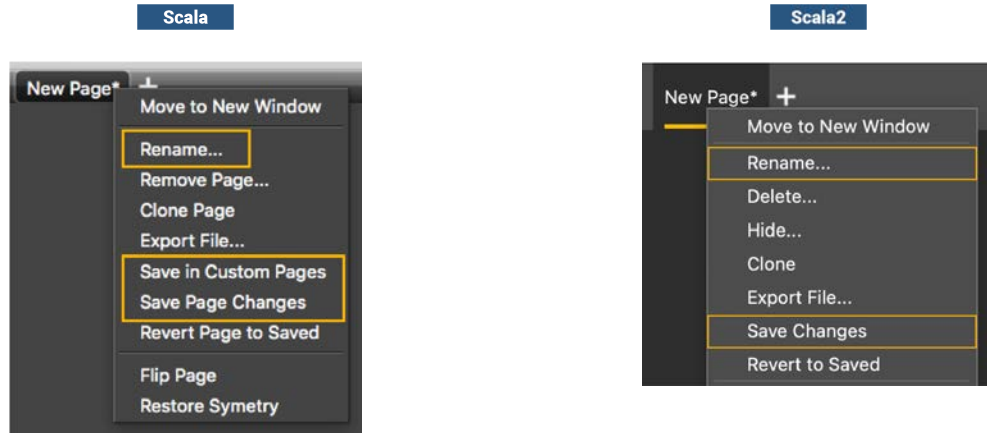 Scala
New Page* +
Move to New Window
Rename...
Remove Page...
Clone Page
Export File...
Save in Custom Pages
Save Page Changes
Revert Page to Saved
Flip Page
Restore Symetry
Scala2
New Page* +
Move to New Window
Rename...
Delete...
Hide...
Clone
Export File...
Save Changes
Revert to Saved